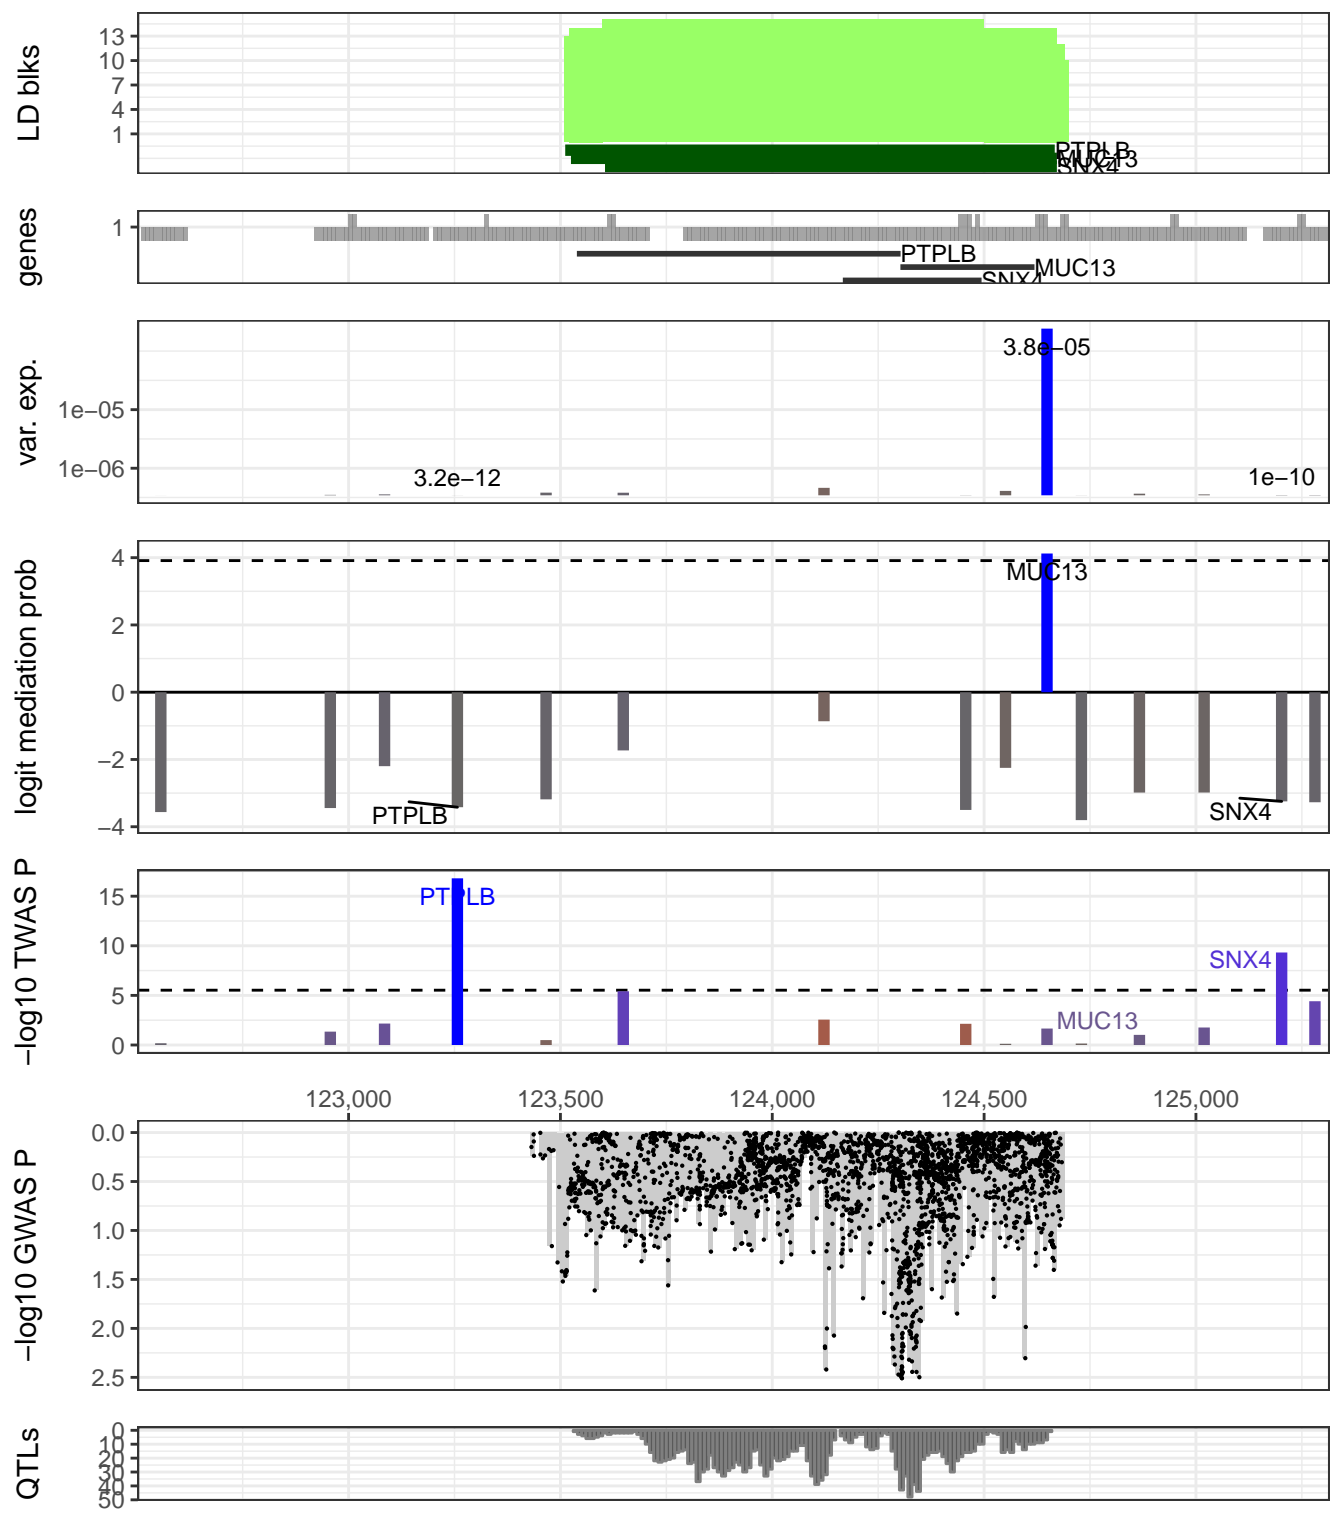 LD blks
13
10
7
4
1
PTPLB
MUC13
SNX4
genes
1
PTPLB
MUC13
SNX4
var. exp.
1e−05
1e−06
3.8e−05
3.2e−12
1e−10
logit mediation prob
4
2
0
−2
−4
MUC13
PTPLB
SNX4
−log10 TWAS P
15
10
5
0
PTPLB
SNX4
MUC13
123,000
123,500
124,000
124,500
125,000
−log10 GWAS P
0.0
0.5
1.0
1.5
2.0
2.5
QTLs
0
10
20
30
40
50